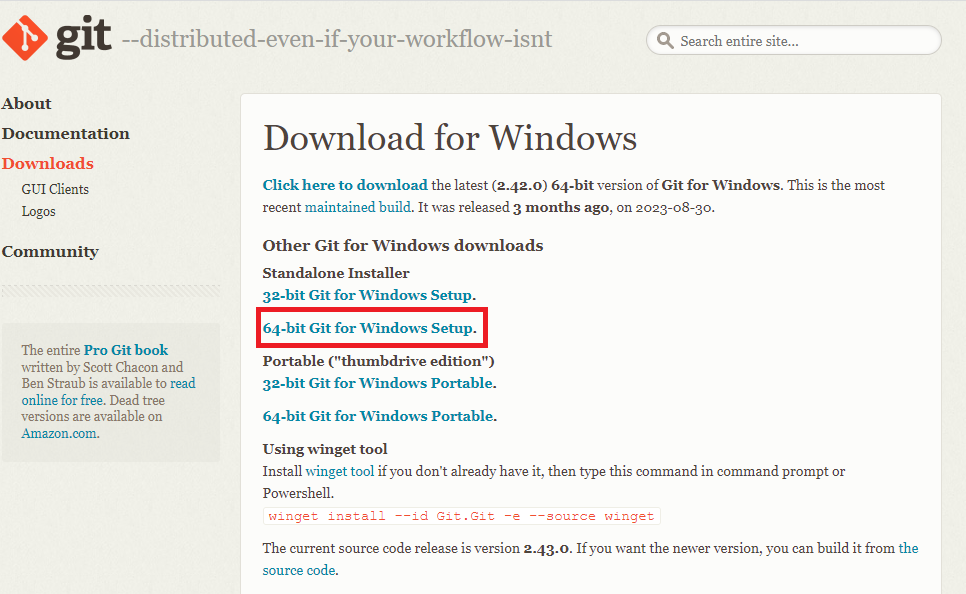 git --distributed-even-if-your-workflow-isnt
Search entire site...
About
Documentation
Downloads
GUI Clients
Logos
Community
The entire Pro Git book
written by Scott Chacon and
Ben Straub is available to read
online for free. Dead tree
versions are available on
Amazon.com.
Download for Windows
Click here to download the latest (2.42.0) 64-bit version of Git for Windows. This is the most
recent maintained build. It was released 3 months ago, on 2023-08-30.
Other Git for Windows downloads
Standalone Installer
32-bit Git for Windows Setup.
64-bit Git for Windows Setup.
Portable ("thumbdrive edition")
32-bit Git for Windows Portable.
64-bit Git for Windows Portable.
Using winget tool
Install winget tool if you don't already have it, then type this command in command prompt or
Powershell.
winget install --id Git.Git -e --source winget
The current source code release is version 2.43.0. If you want the newer version, you can build it from the
source code.